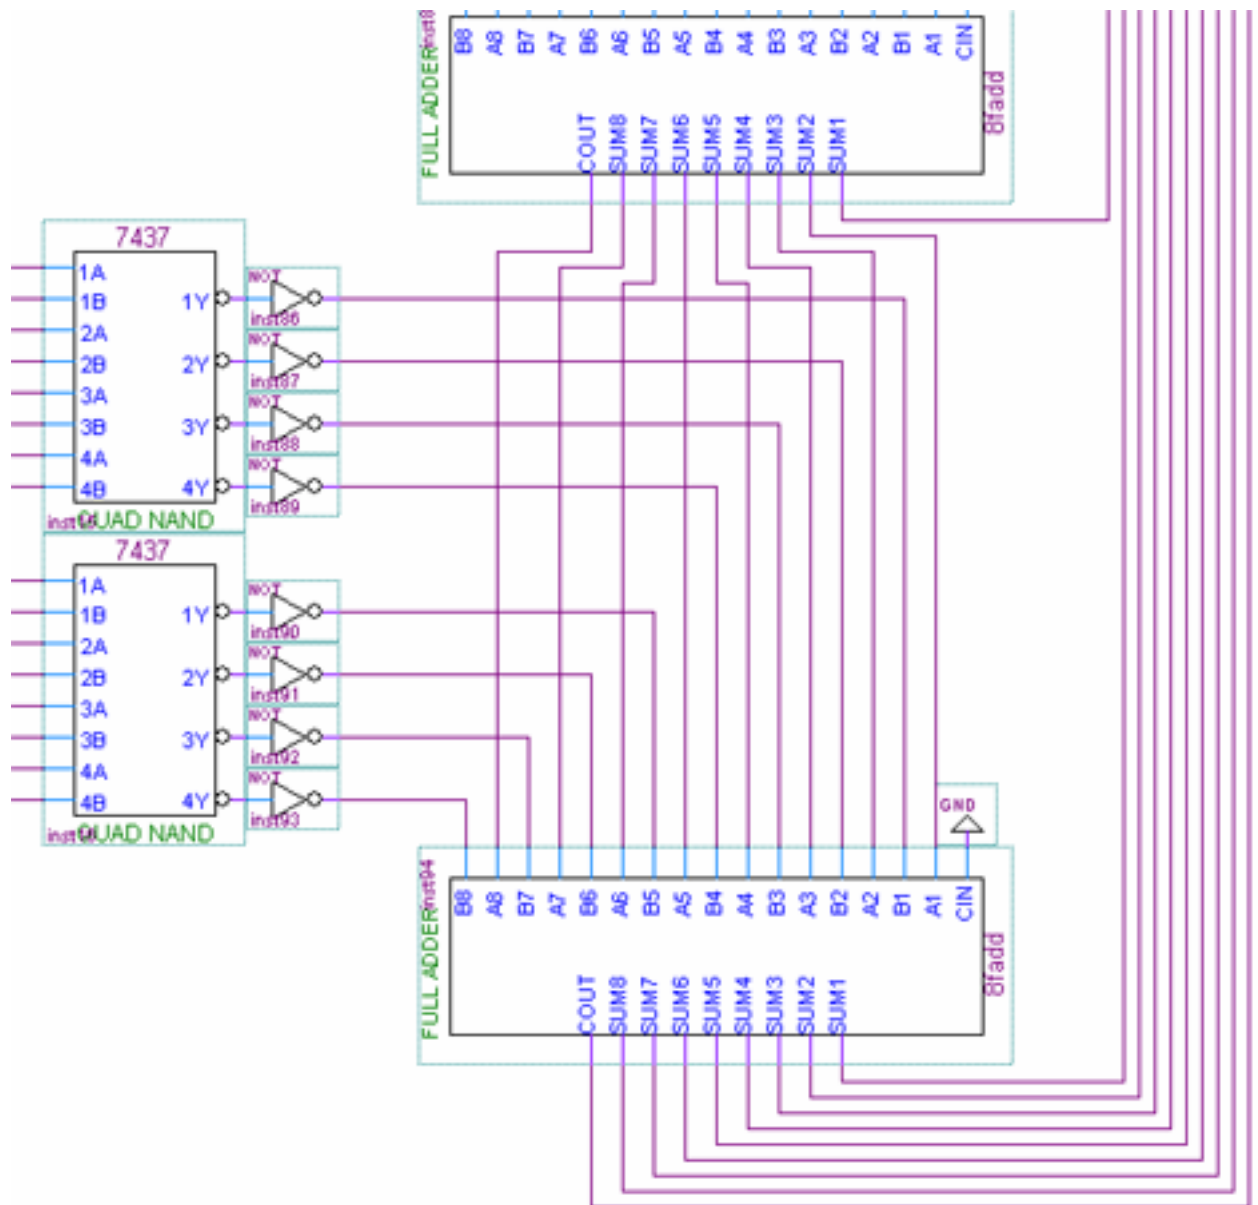 inst8
B8 A8 B7 A7 B6 A6 B5 A5 B4 A4 B3 A3 B2 A2 B1 A1 CIN
FULL ADDER
8fadd
COUT SUM8 SUM7 SUM6 SUM5 SUM4 SUM3 SUM2 SUM1
7437
1A
1B
2A
2B
3A
3B
4A
4B
1Y
2Y
3Y
4Y
QUAD NAND
NOT
inst86
NOT
inst87
NOT
inst88
NOT
inst89
7437
1A
1B
2A
2B
3A
3B
4A
4B
1Y
2Y
3Y
4Y
QUAD NAND
NOT
inst90
NOT
inst91
NOT
inst92
NOT
inst93
GND
inst94
B8 A8 B7 A7 B6 A6 B5 A5 B4 A4 B3 A3 B2 A2 B1 A1 CIN
FULL ADDER
8fadd
COUT SUM8 SUM7 SUM6 SUM5 SUM4 SUM3 SUM2 SUM1